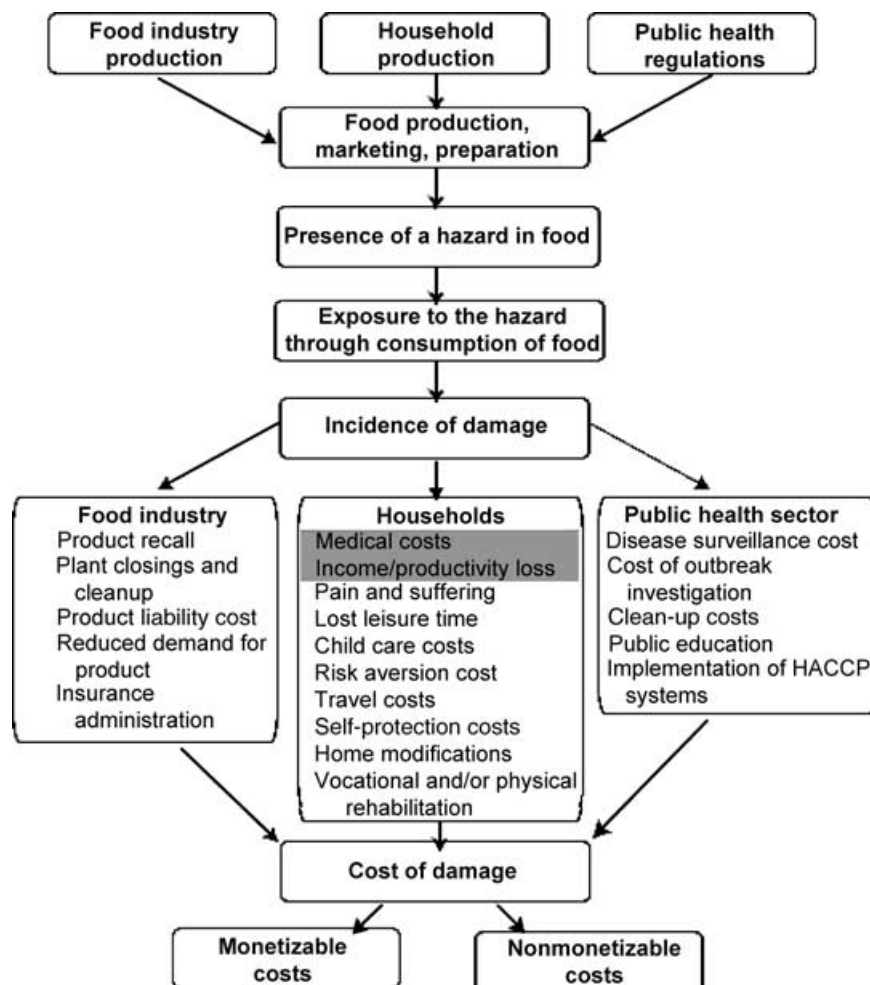 Food industry
production
Household
production
Public health
regulations
Food production,
marketing, preparation
Presence of a hazard in food
Exposure to the hazard
through consumption of food
Incidence of damage
Food industry
Product recall
Plant closings and
cleanup
Product liability cost
Reduced demand for
product
Insurance
administration
Households
Medical costs
Income/productivity loss
Pain and suffering
Lost leisure time
Child care costs
Risk aversion cost
Travel costs
Self-protection costs
Home modifications
Vocational and/or physical
rehabilitation
Public health sector
Disease surveillance cost
Cost of outbreak
investigation
Clean-up costs
Public education
Implementation of HACCP
systems
Cost of damage
Monetizable
costs
Nonmonetizable
costs